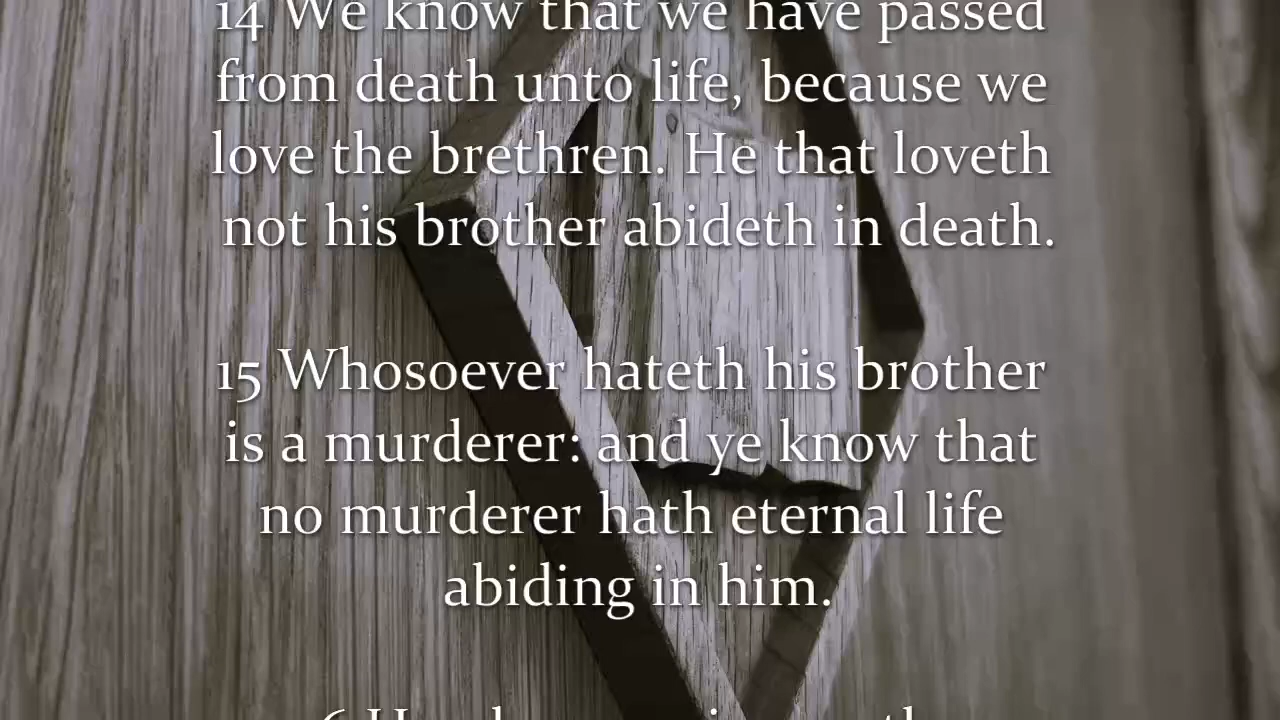 14 We know that we have passed
from death unto life, because we
love the brethren. He that loveth
not his brother abideth in death.
15 Whosoever hateth his brother
is a murderer: and ye know that
no murderer hath eternal life
abiding in him.